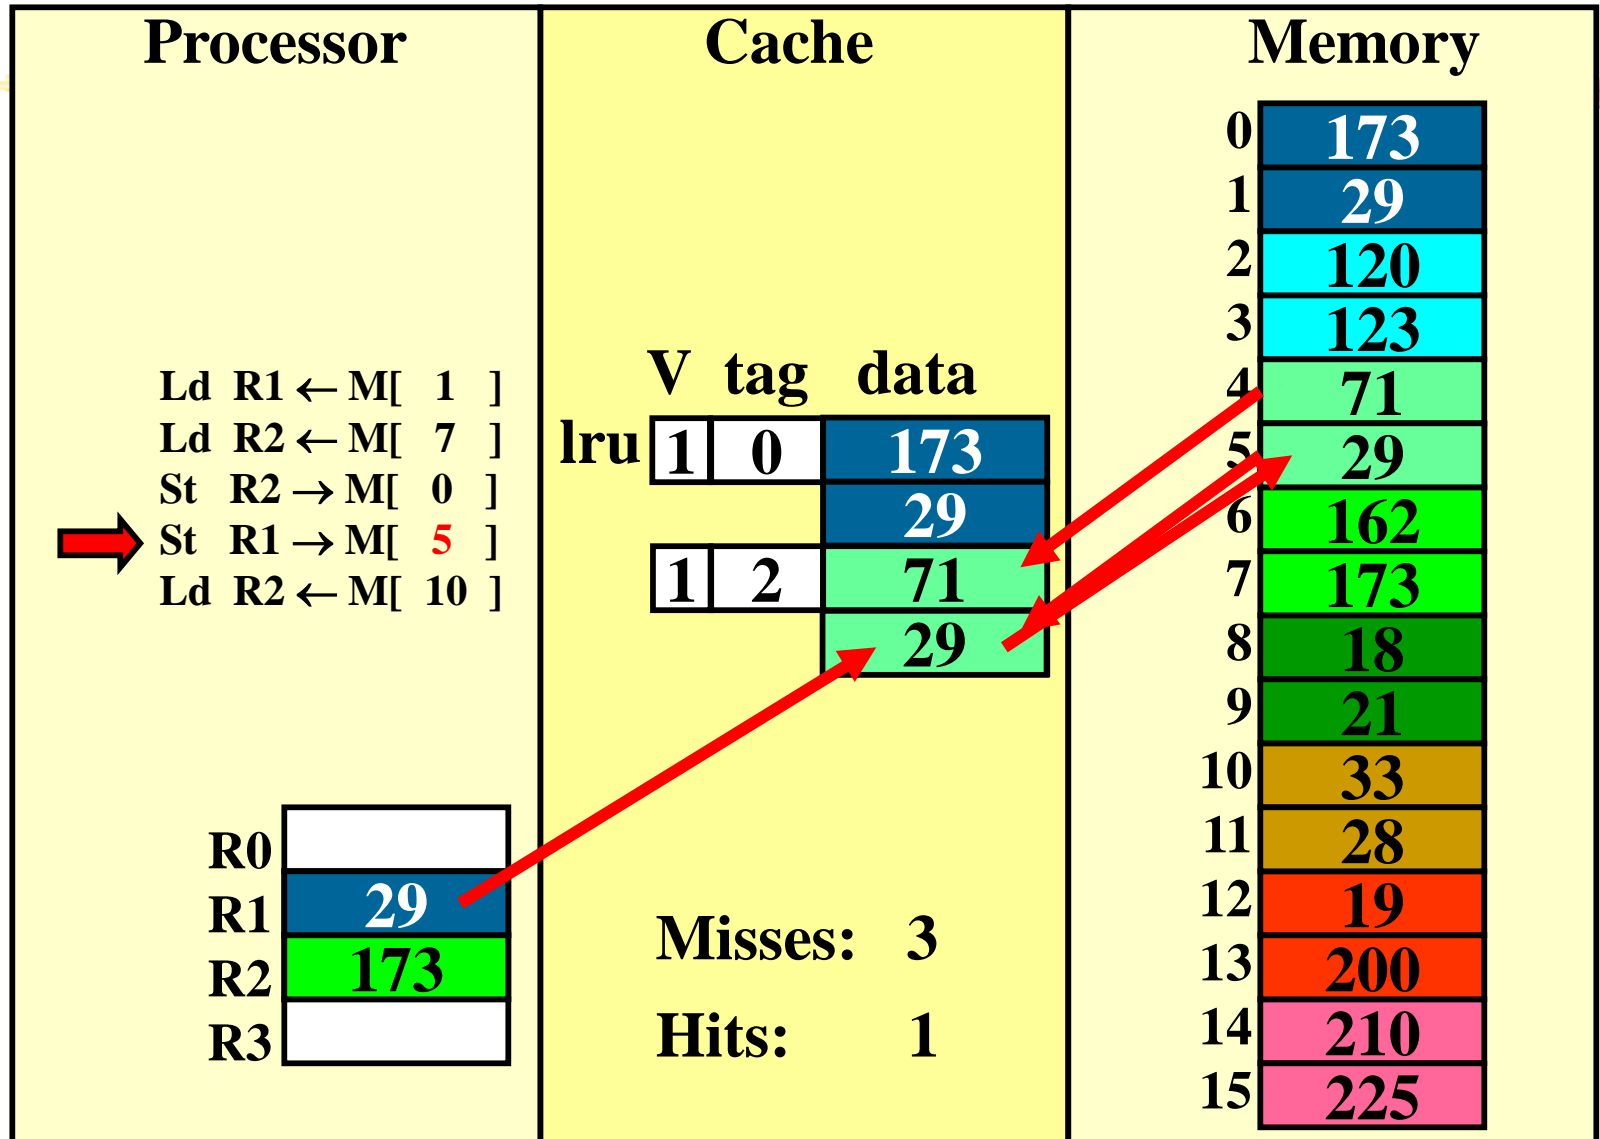 Processor
Cache
Memory
Ld R1 ← M[ 1 ]
Ld R2 ← M[ 7 ]
St R2 → M[ 0 ]
St R1 → M[ 5 ]
Ld R2 ← M[ 10 ]
R0
R1 29
R2 173
R3
V tag data
lru 1 0 173
29
1 2 71
29
Misses: 3
Hits: 1
0 173
1 29
2 120
3 123
4 71
5 29
6 162
7 173
8 18
9 21
10 33
11 28
12 19
13 200
14 210
15 225